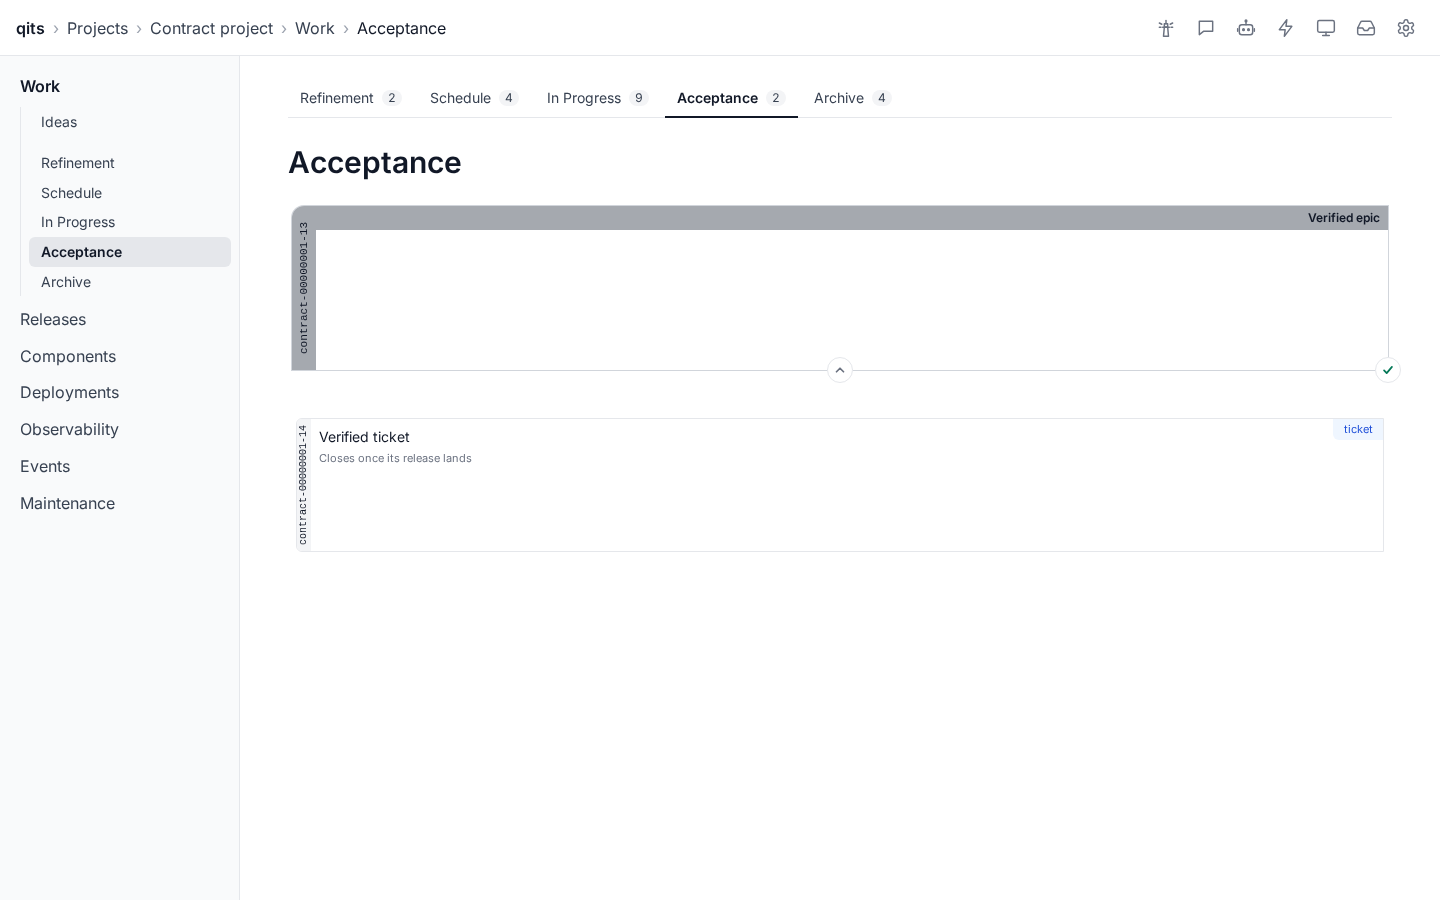 qits › Projects › Contract project › Work › Acceptance
Work
Ideas
Refinement
Schedule
In Progress
Acceptance
Archive
Releases
Components
Deployments
Observability
Events
Maintenance
Refinement 2
Schedule 4
In Progress 9
Acceptance 2
Archive 4
Acceptance
contract-00000001-13
Verified epic
contract-00000001-14
Verified ticket
ticket
Closes once its release lands